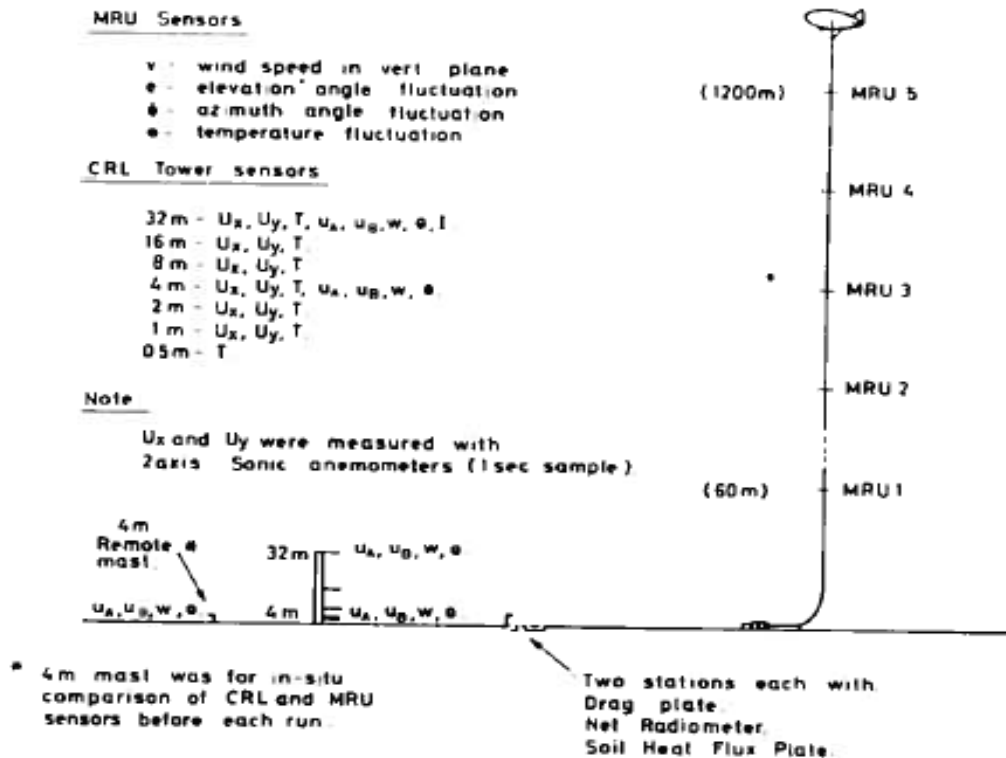 MRU Sensors
v - wind speed in vert plane
elevation angle fluctuation
azimuth angle fluctuation
temperature fluctuation
CRL Tower sensors
32m - Ux, Uy, T, uA, uB, w, θ, I
16m - Ux, Uy, T
8m - Ux, Uy, T
4m - Ux, Uy, T, uA, uB, w, θ
2m - Ux, Uy, T
1m - Ux, Uy, T
05m - T
Note
Ux and Uy were measured with
2axis Sonic anemometers (1sec sample)
(1200m)
MRU 5
MRU 4
MRU 3
MRU 2
(60m)
MRU 1
4m
Remote *
mast
uA, uB, w, θ
32m
uA, uB, w, θ
4m
uA, uB, w, θ
* 4m mast was for in-situ
comparison of CRL and MRU
sensors before each run
Two stations each with
Drag plate
Net Radiometer
Soil Heat Flux Plate